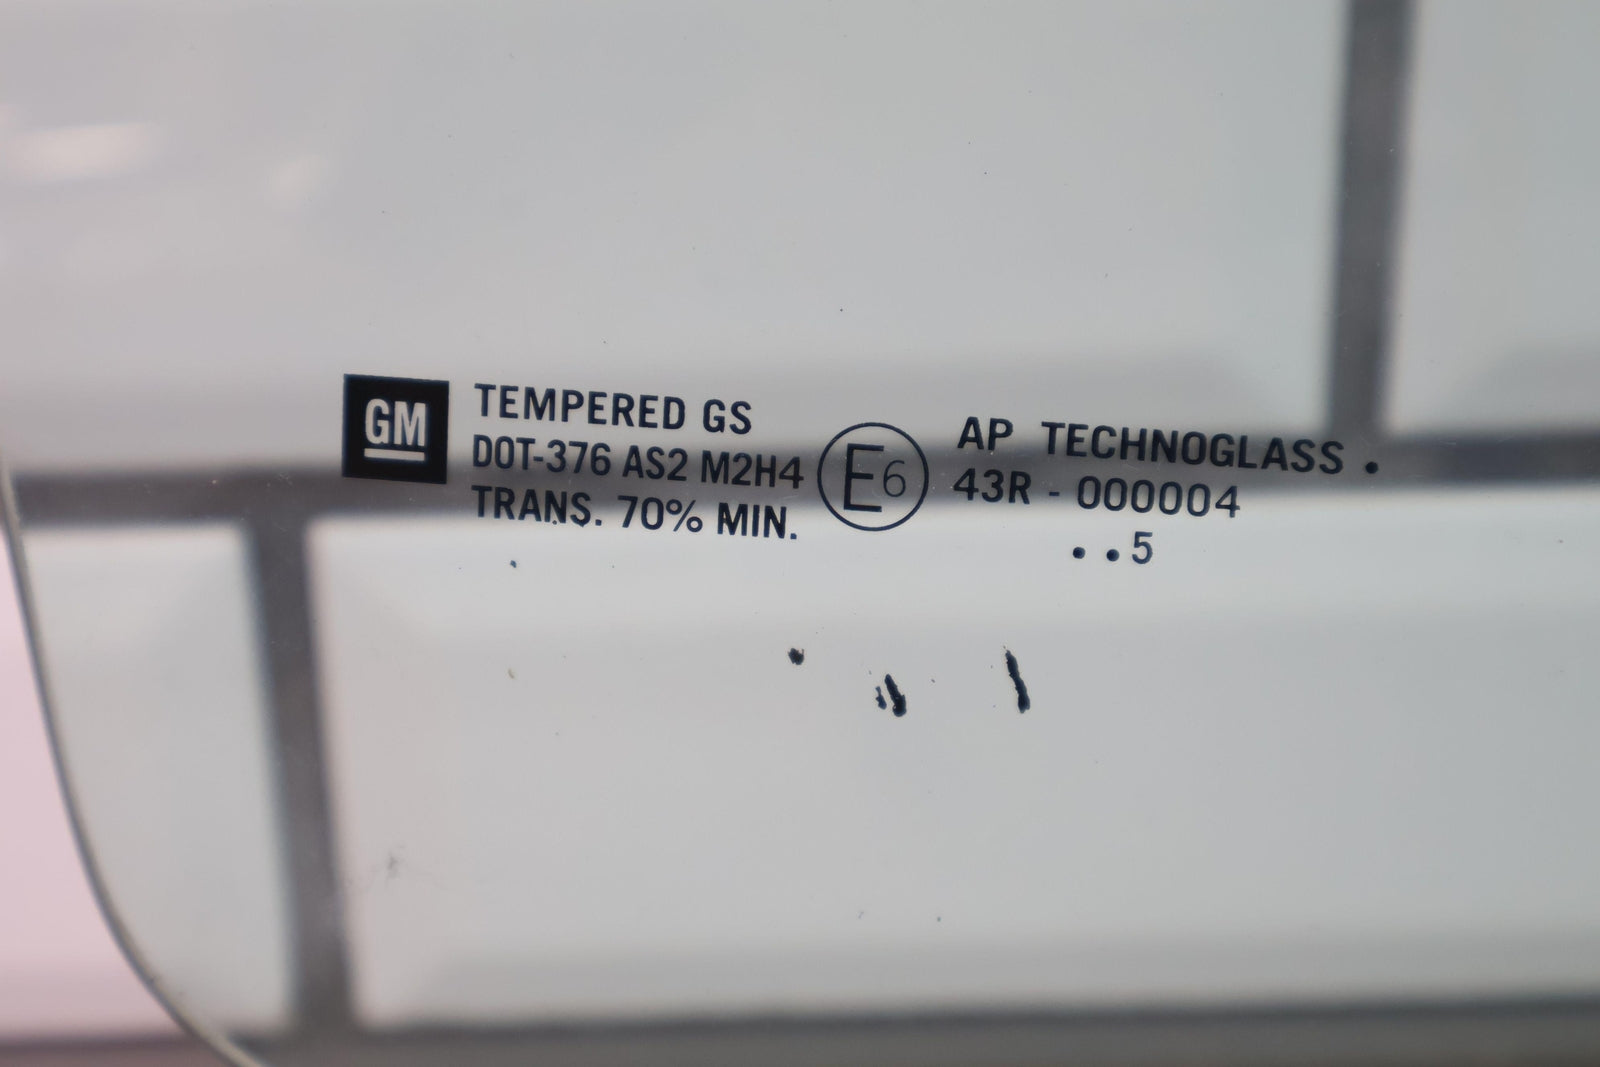 GM
TEMPERED GS
DOT-376 AS2 M2H4
TRANS. 70% MIN.
E6
AP TECHNOGLASS .
43R - 000004
. . 5